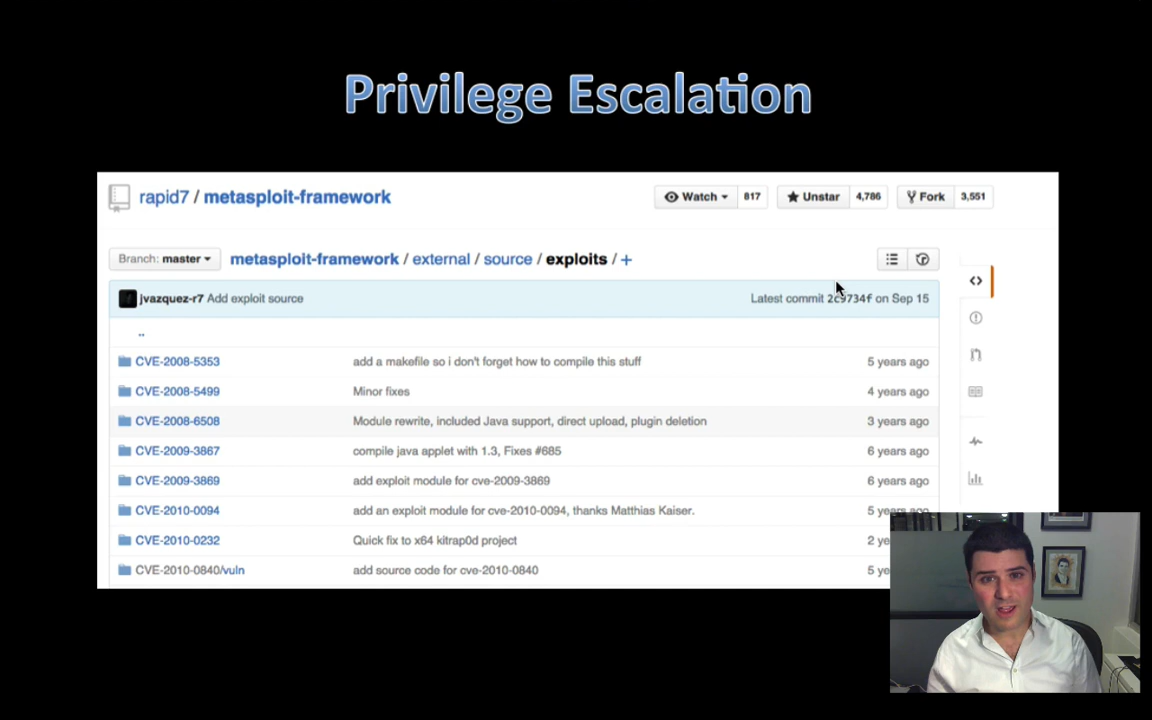 Privilege Escalation
rapid7 / metasploit-framework
Watch 817 Unstar 4,786 Fork 3,551
Branch: master metasploit-framework / external / source / exploits / +
jvazquez-r7 Add exploit source Latest commit 2c9734f on Sep 15
..
CVE-2008-5353 add a makefile so i don't forget how to compile this stuff 5 years ago
CVE-2008-5499 Minor fixes 4 years ago
CVE-2008-6508 Module rewrite, included Java support, direct upload, plugin deletion 3 years ago
CVE-2009-3867 compile java applet with 1.3, Fixes #685 6 years ago
CVE-2009-3869 add exploit module for cve-2009-3869 6 years ago
CVE-2010-0094 add an exploit module for cve-2010-0094, thanks Matthias Kaiser. 5 years ago
CVE-2010-0232 Quick fix to x64 kitrap0d project 2 ye
CVE-2010-0840/vuln add source code for cve-2010-0840 5 ye